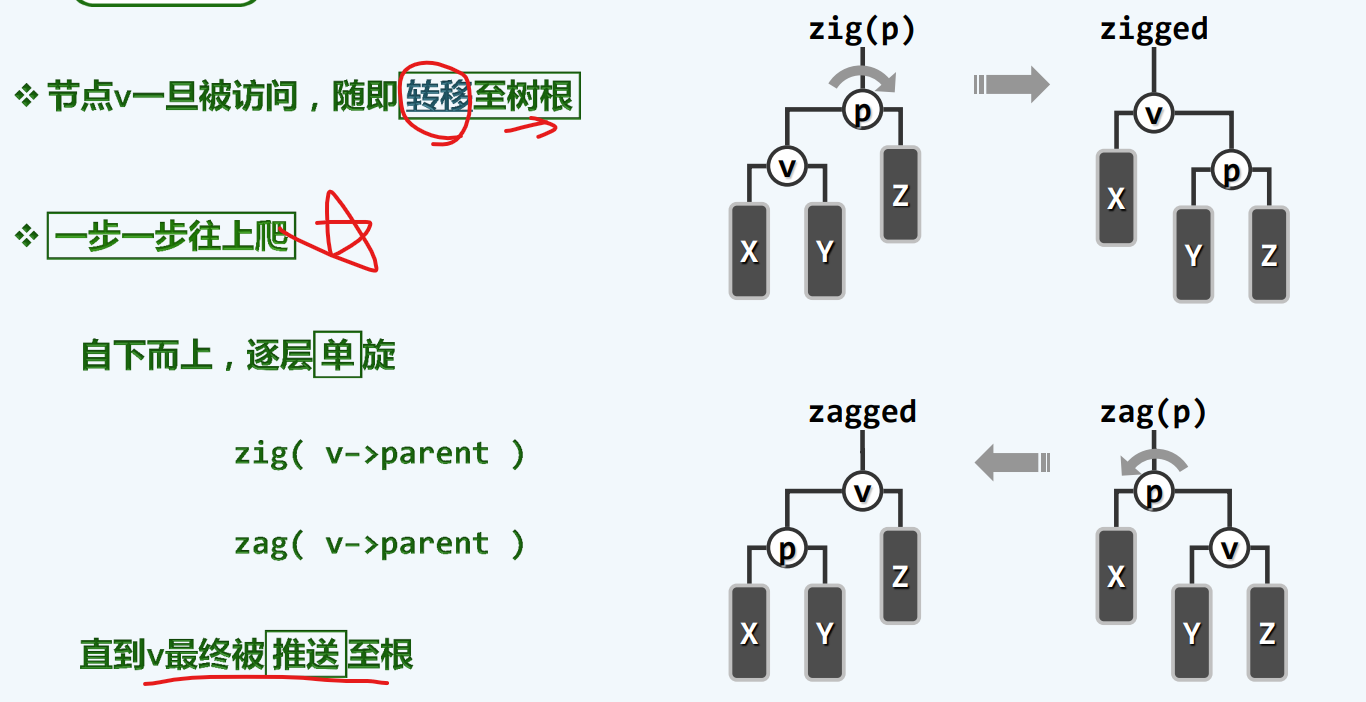 ❖ 节点v一旦被访问，随即转移至树根
❖ 一步一步往上爬
自下而上，逐层单旋
zig( v->parent )
zag( v->parent )
直到v最终被推送至根
zig(p)
p
v
Z
X Y
zigged
v
X
p
Y Z
zagged
v
p
Z
X Y
zag(p)
p
X
v
Y Z